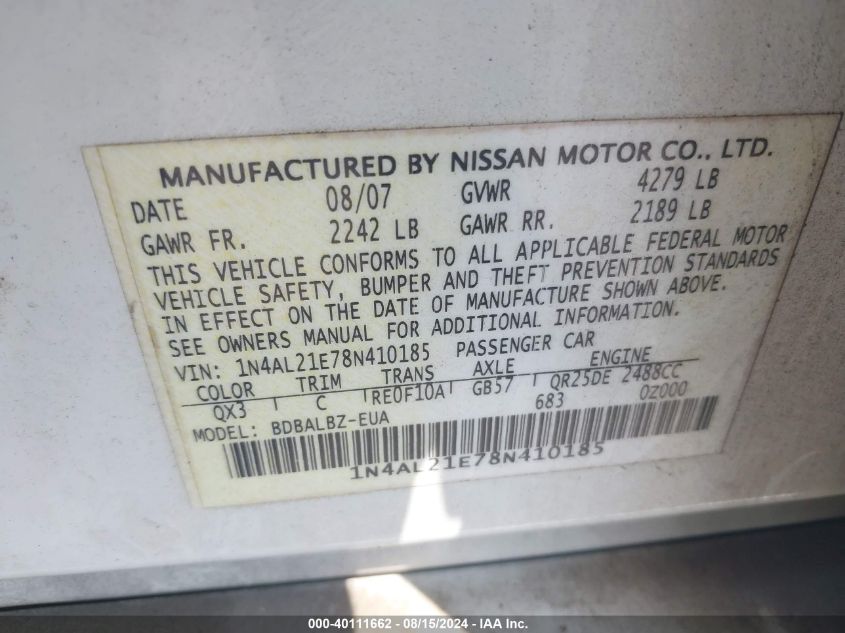 MANUFACTURED BY NISSAN MOTOR CO., LTD.
DATE 08/07 GVWR 4279 LB
GAWR FR. 2242 LB GAWR RR. 2189 LB
THIS VEHICLE CONFORMS TO ALL APPLICABLE FEDERAL MOTOR
VEHICLE SAFETY, BUMPER AND THEFT PREVENTION STANDARDS
IN EFFECT ON THE DATE OF MANUFACTURE SHOWN ABOVE.
SEE OWNERS MANUAL FOR ADDITIONAL INFORMATION.
VIN: 1N4AL21E78N410185 PASSENGER CAR
COLOR TRIM TRANS AXLE ENGINE
QX3 C RE0F10A GB57 QR25DE 2488CC
MODEL: BDBALBZ-EUA 683 0Z000
1N4AL21E78N410185
000-40111662 - 08/15/2024 - IAA Inc.